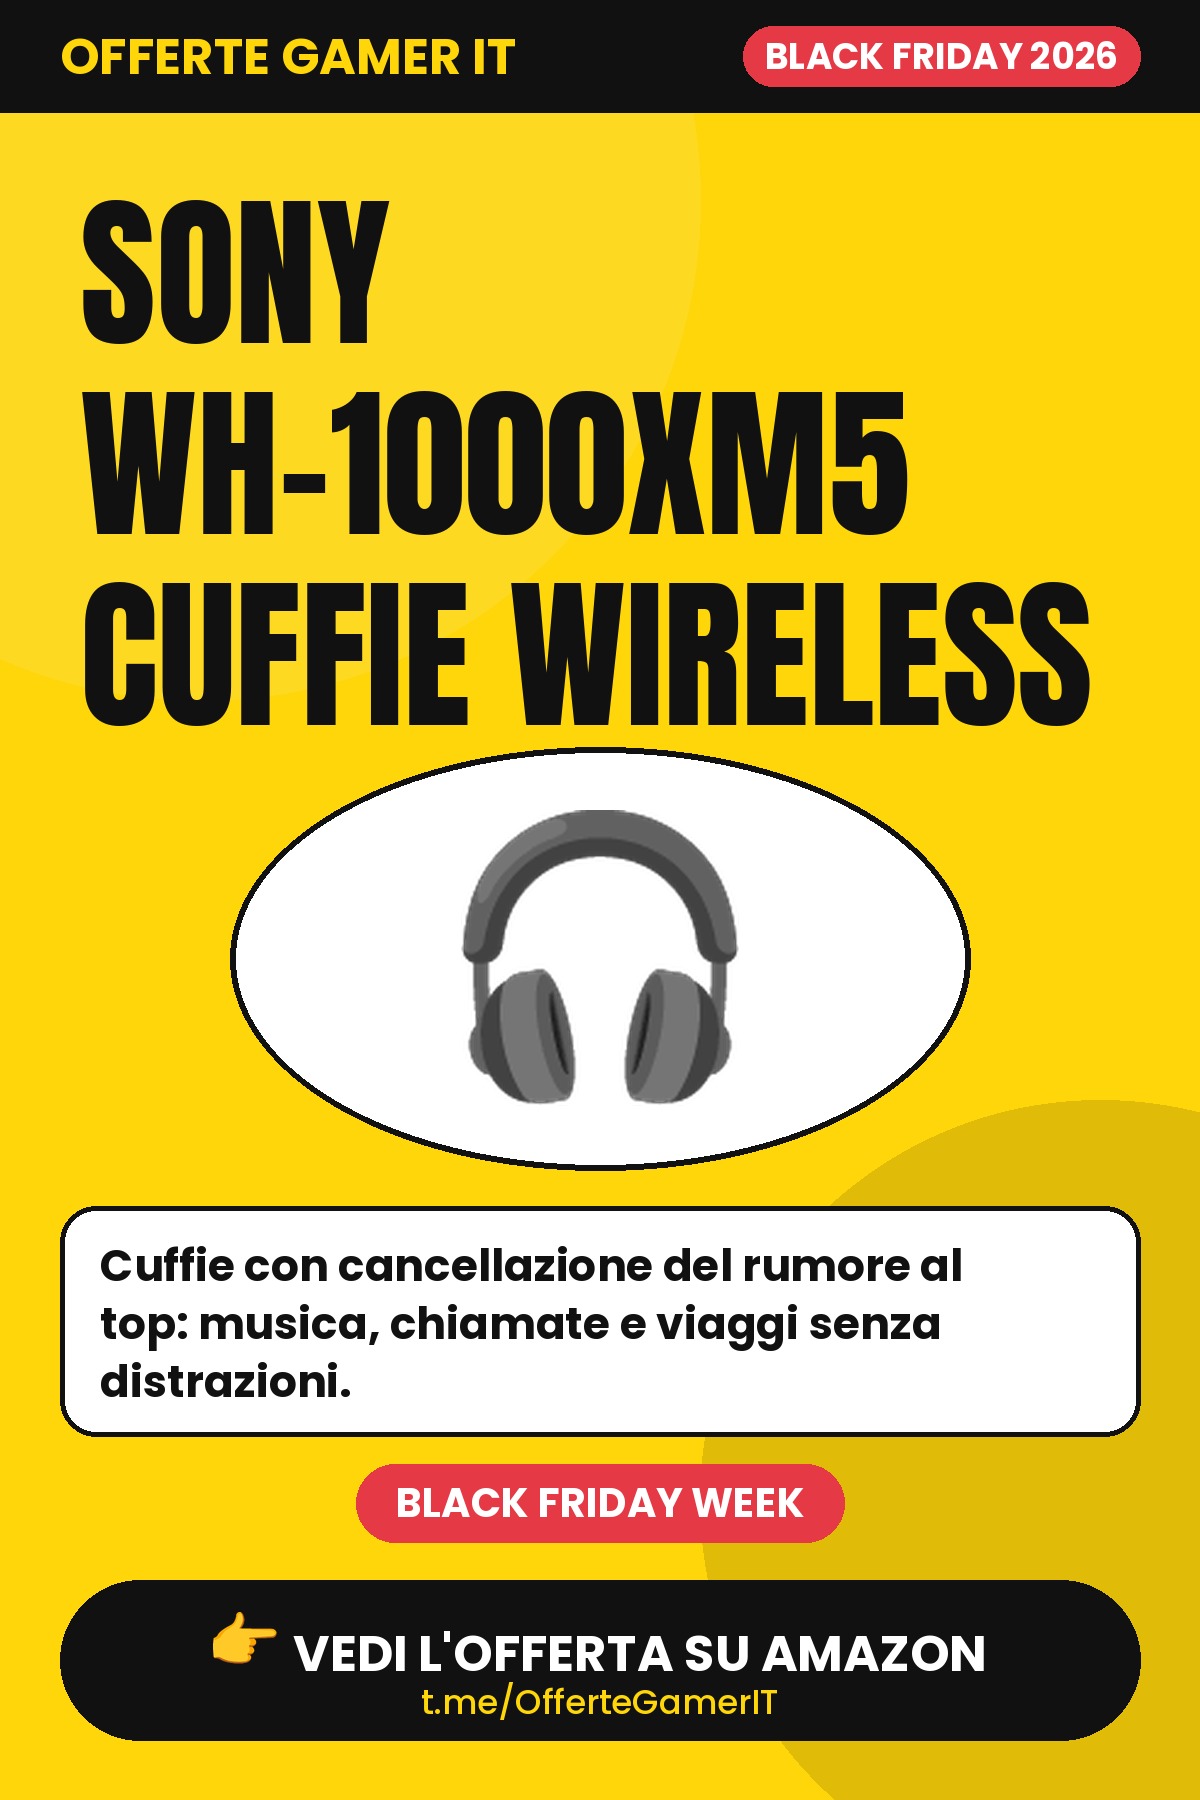 OFFERTE GAMER IT
BLACK FRIDAY 2026
SONY
WH-1000XM5
CUFFIE WIRELESS
Cuffie con cancellazione del rumore al
top: musica, chiamate e viaggi senza
distrazioni.
BLACK FRIDAY WEEK
👉 VEDI L'OFFERTA SU AMAZON
t.me/OfferteGamerIT